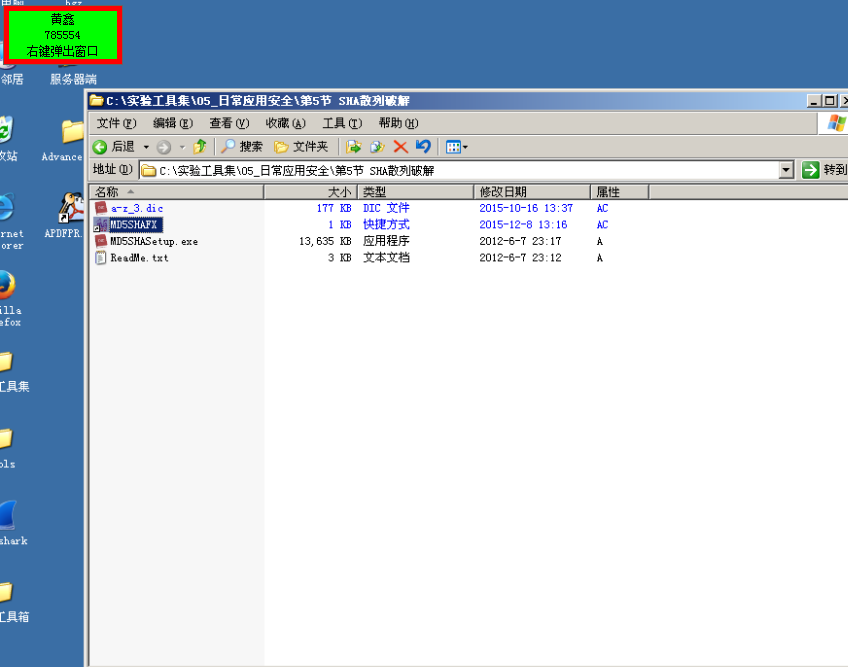 黄鑫
785554
右键弹出窗口
邻居
服务器端
收站
Advance
rnet
orer
APDFPR.
illa
efox
工具集
ols
shark
工具箱
C:\实验工具集\05_日常应用安全\第5节 SHA散列破解
文件(F) 编辑(E) 查看(V) 收藏(A) 工具(T) 帮助(H)
后退 搜索 文件夹
地址(D) C:\实验工具集\05_日常应用安全\第5节 SHA散列破解 转到
名称 大小 类型 修改日期 属性
a-z_3.dic 177 KB DIC 文件 2015-10-16 13:37 AC
MD5SHAFX 1 KB 快捷方式 2015-12-8 13:16 AC
MD5SHASetup.exe 13,635 KB 应用程序 2012-6-7 23:17 A
ReadMe.txt 3 KB 文本文档 2012-6-7 23:12 A